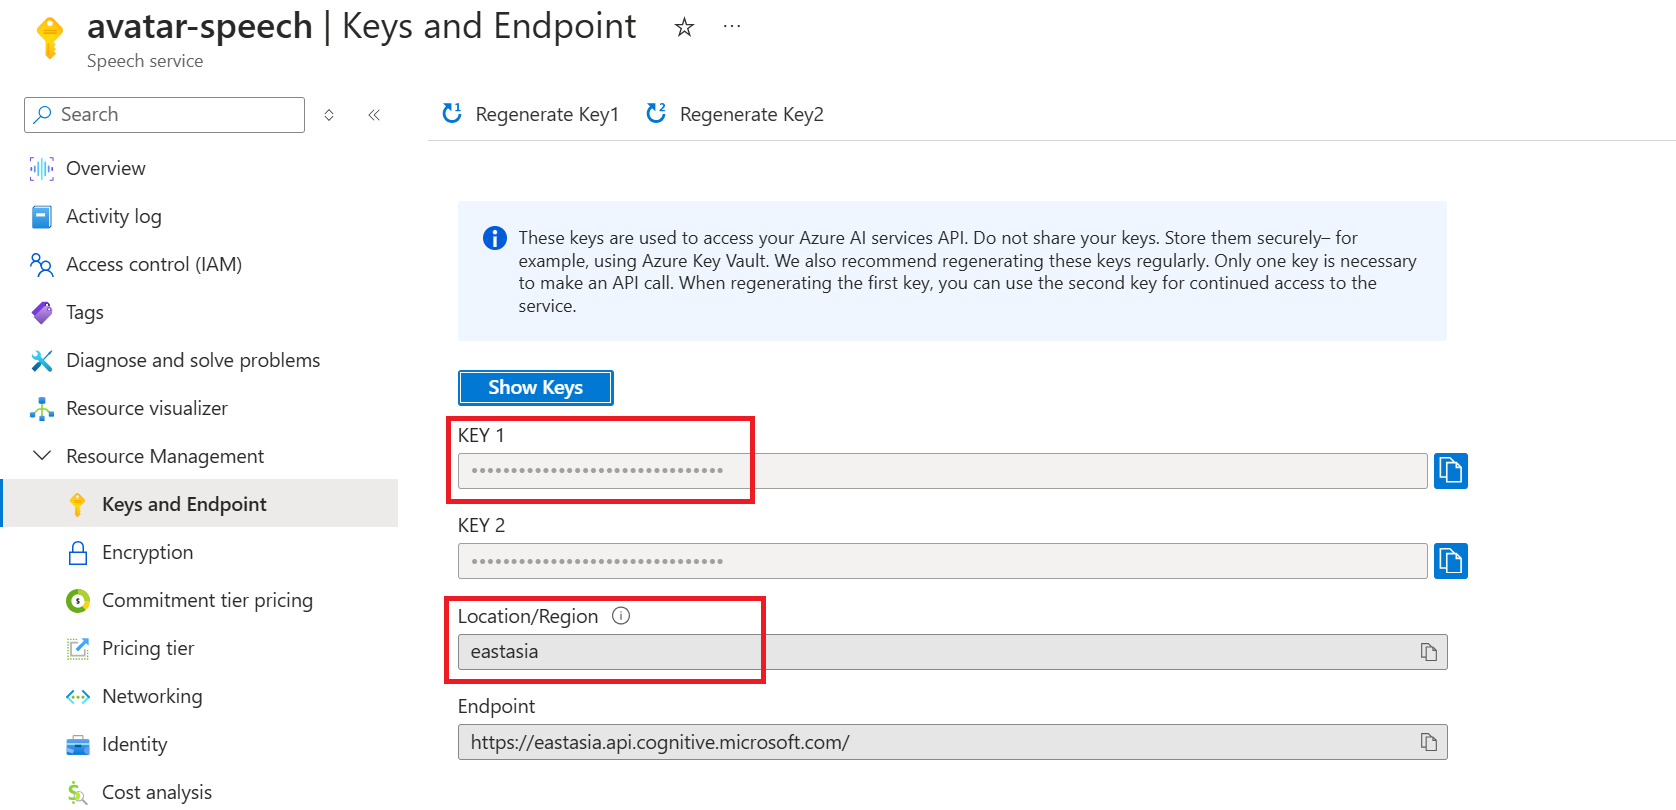 avatar-speech | Keys and Endpoint
Speech service
Search
Regenerate Key1
Regenerate Key2
Overview
Activity log
Access control (IAM)
Tags
Diagnose and solve problems
Resource visualizer
Resource Management
Keys and Endpoint
Encryption
Commitment tier pricing
Pricing tier
Networking
Identity
Cost analysis
These keys are used to access your Azure AI services API. Do not share your keys. Store them securely– for
example, using Azure Key Vault. We also recommend regenerating these keys regularly. Only one key is necessary
to make an API call. When regenerating the first key, you can use the second key for continued access to the
service.
Show Keys
KEY 1
••••••••••••••••••••••••••••••••
KEY 2
••••••••••••••••••••••••••••••••
Location/Region
eastasia
Endpoint
https://eastasia.api.cognitive.microsoft.com/